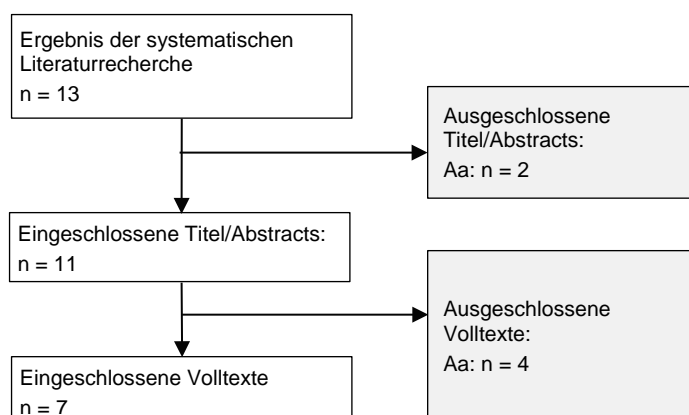 Ergebnis der systematischen
Literaturrecherche
n = 13
Ausgeschlossene
Titel/Abstracts:
Aa: n = 2
Eingeschlossene Titel/Abstracts:
n = 11
Ausgeschlossene
Volltexte:
Aa: n = 4
Eingeschlossene Volltexte
n = 7